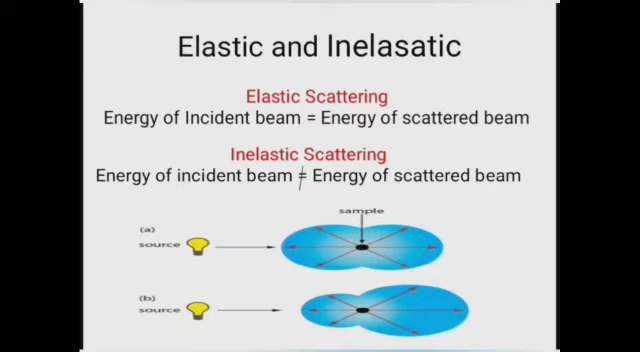 Elastic and Inelasatic
Elastic Scattering
Energy of Incident beam = Energy of scattered beam
Inelastic Scattering
Energy of incident beam ≠ Energy of scattered beam
sample
(a)
source
(b)
source